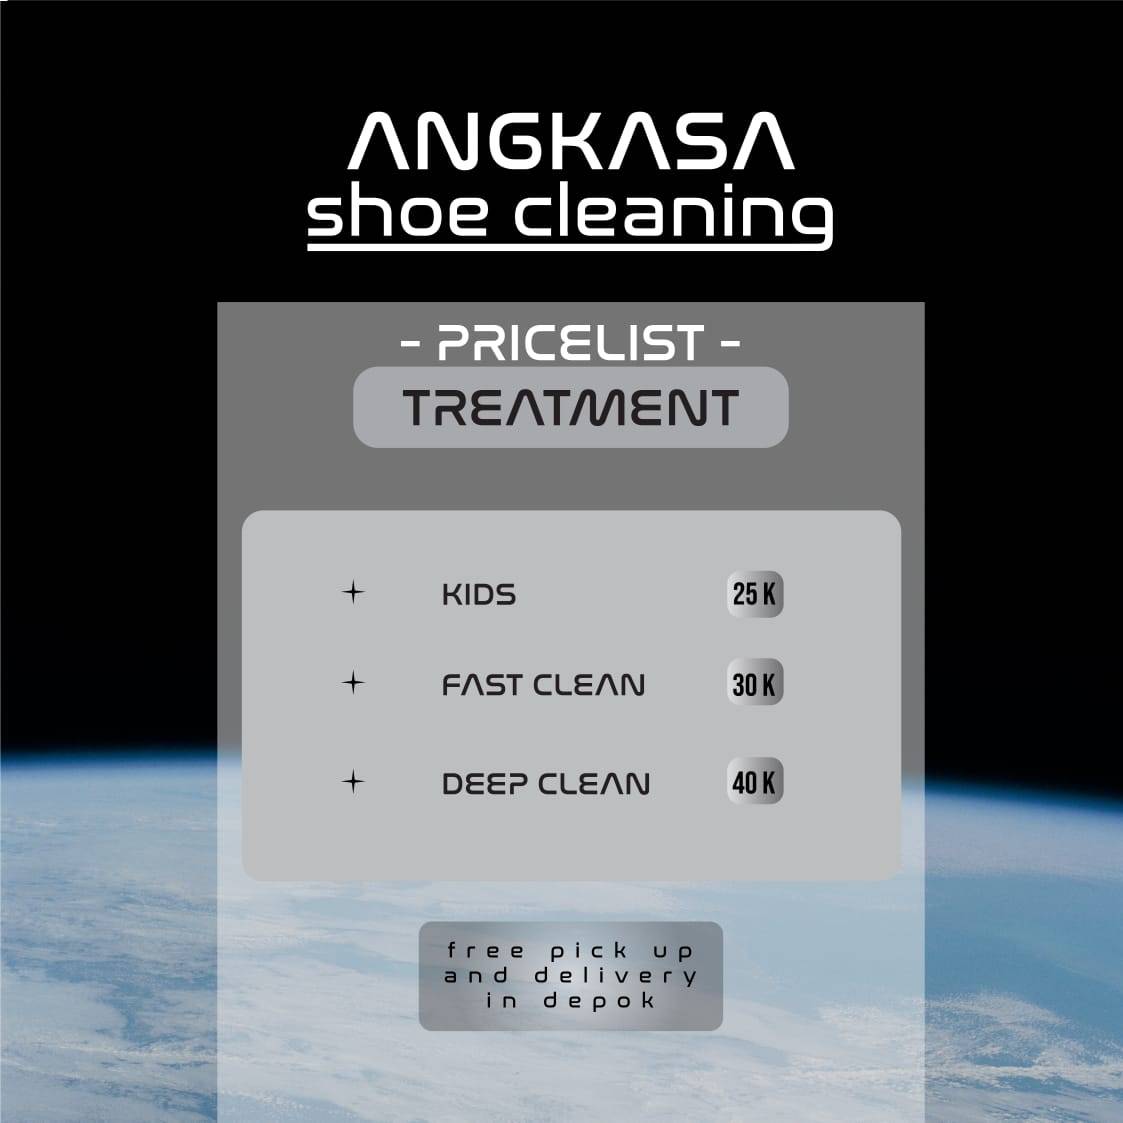 ANGKASA
shoe cleaning
- PRICELIST -
TREATMENT
KIDS 25 K
FAST CLEAN 30 K
DEEP CLEAN 40 K
free pick up
and delivery
in depok